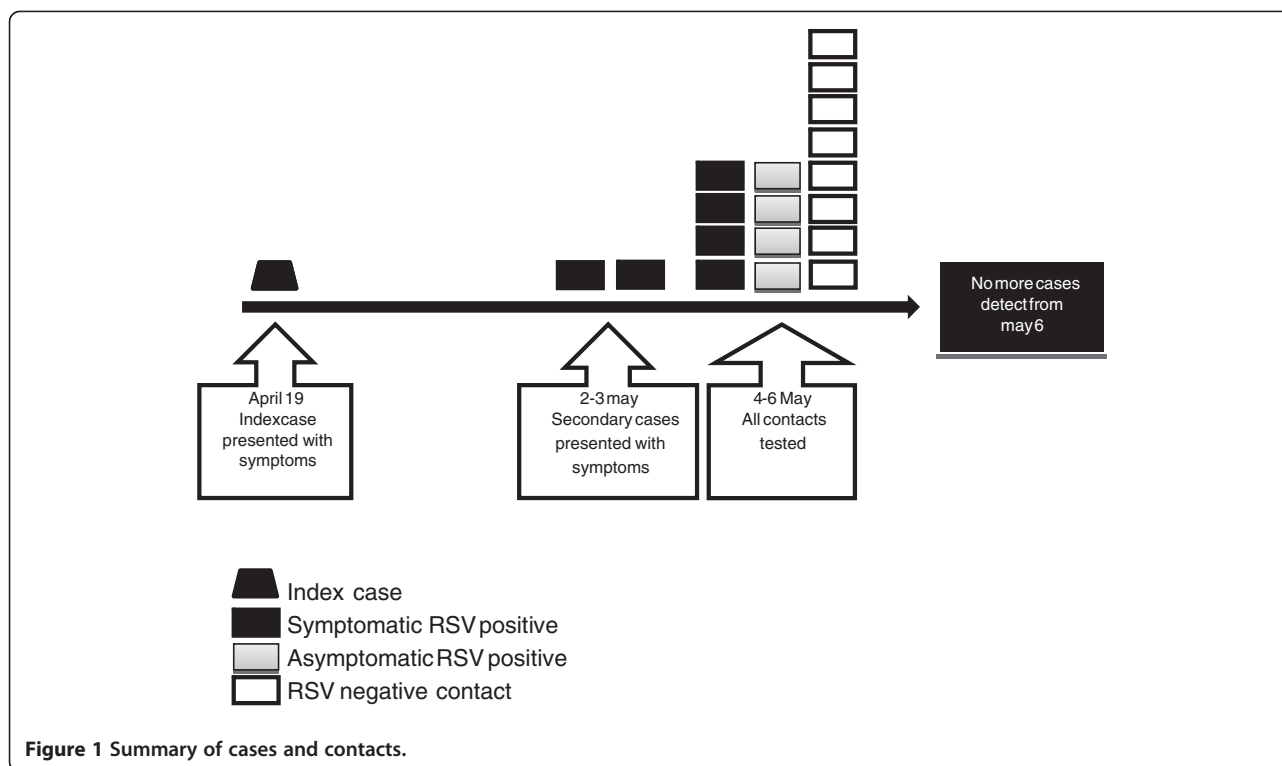 No more cases
detect from
may 6
April 19
Indexcase
presented with
symptoms
2-3 may
Secondary cases
presented with
symptoms
4-6 May
All contacts
tested
Index case
Symptomatic RSV positive
Asymptomatic RSV positive
RSV negative contact
Figure 1 Summary of cases and contacts.